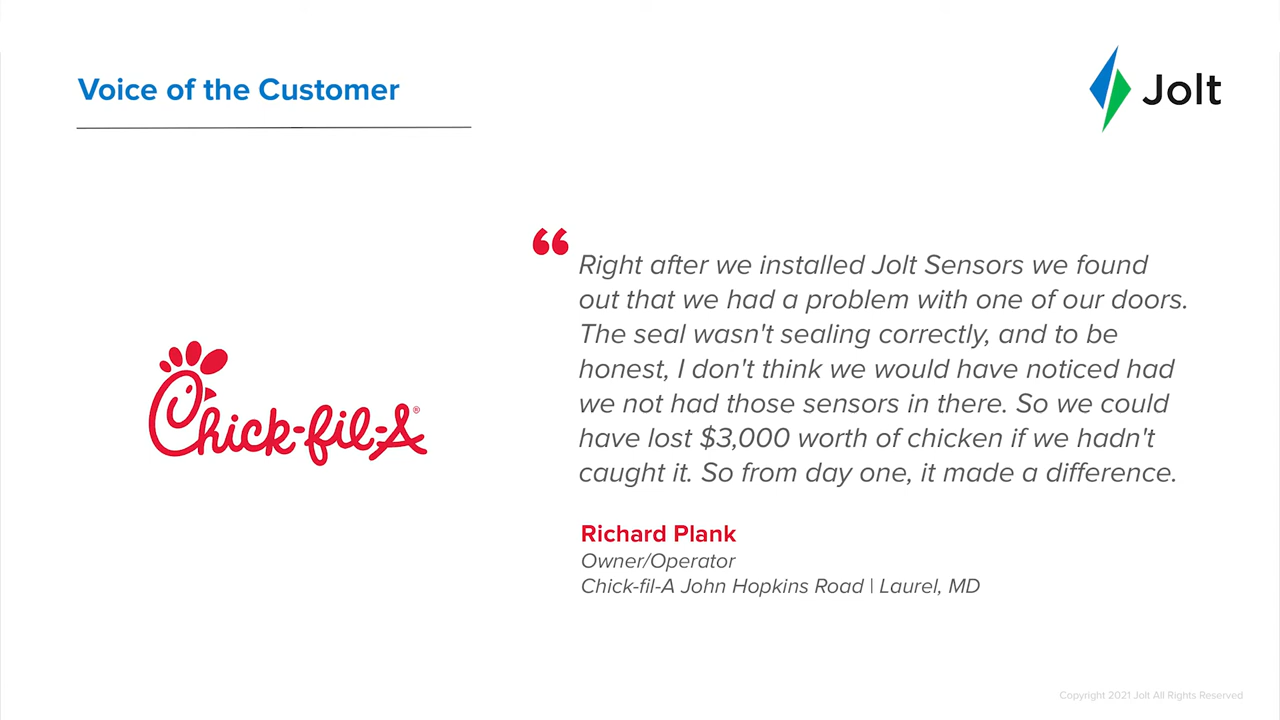 Voice of the Customer
Jolt
“
Right after we installed Jolt Sensors we found
out that we had a problem with one of our doors.
The seal wasn't sealing correctly, and to be
honest, I don't think we would have noticed had
we not had those sensors in there. So we could
have lost $3,000 worth of chicken if we hadn't
caught it. So from day one, it made a difference.
Chick-fil-A®
Richard Plank
Owner/Operator
Chick-fil-A John Hopkins Road | Laurel, MD
Copyright 2021 Jolt All Rights Reserved